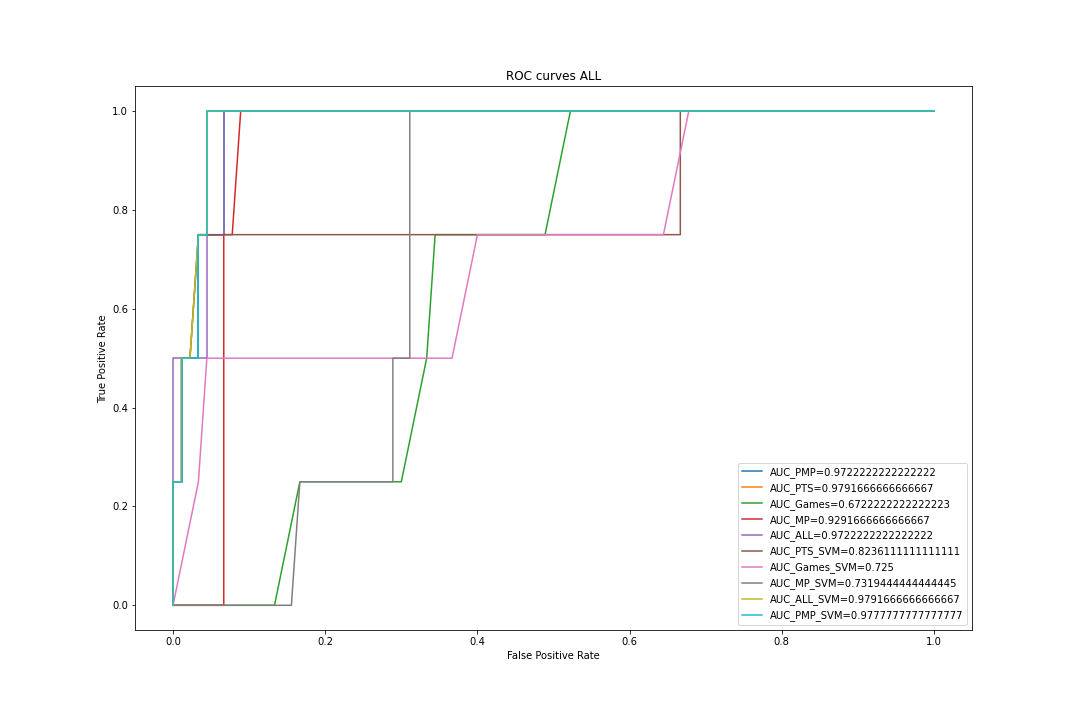 ROC curves ALL
1.0
0.8
0.6
0.4
0.2
0.0
True Positive Rate
AUC_PMP=0.9722222222222222
AUC_PTS=0.9791666666666667
AUC_Games=0.6722222222222223
AUC_MP=0.9291666666666667
AUC_ALL=0.9722222222222222
AUC_PTS_SVM=0.8236111111111111
AUC_Games_SVM=0.725
AUC_MP_SVM=0.7319444444444445
AUC_ALL_SVM=0.9791666666666667
AUC_PMP_SVM=0.9777777777777777
0.0 0.2 0.4 0.6 0.8 1.0
False Positive Rate